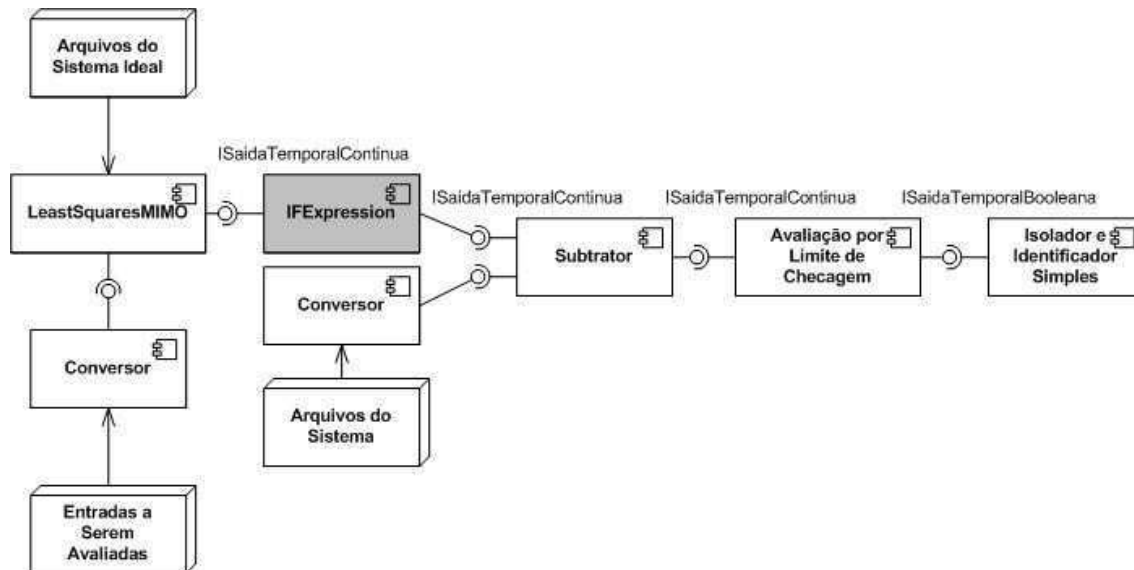 Arquivos do
Sistema Ideal
ISaidaTemporalContinua
LeastSquaresMIMO
IFExpression
ISaidaTemporalContinua
ISaidaTemporalContinua
ISaidaTemporalBooleana
Subtrator
Avaliação por
Limite de
Checagem
Isolador e
Identificador
Simples
Conversor
Conversor
Arquivos do
Sistema
Entradas a
Serem
Avaliadas